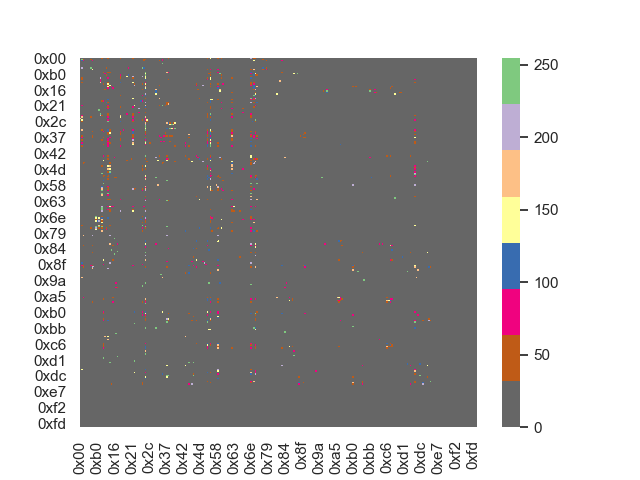 0x00
0xb0
0x16
0x21
0x2c
0x37
0x42
0x4d
0x58
0x63
0x6e
0x79
0x84
0x8f
0x9a
0xa5
0xb0
0xbb
0xc6
0xd1
0xdc
0xe7
0xf2
0xfd
0x00
0xb0
0x16
0x21
0x2c
0x37
0x42
0x4d
0x58
0x63
0x6e
0x79
0x84
0x8f
0x9a
0xa5
0xb0
0xbb
0xc6
0xd1
0xdc
0xe7
0xf2
0xfd
250
200
150
100
50
0